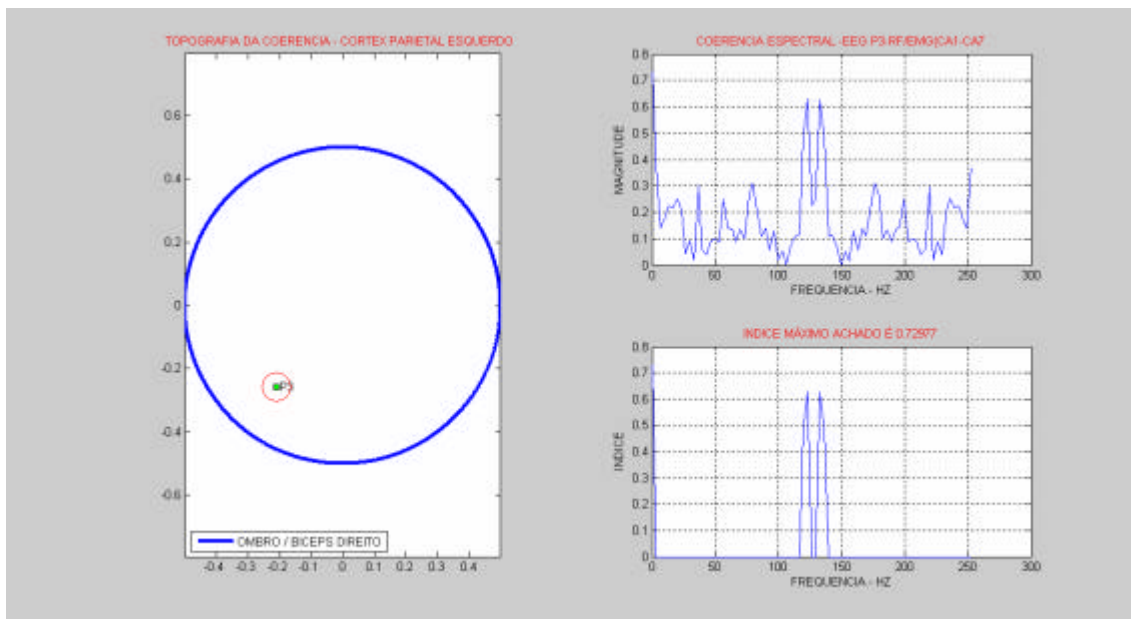 TOPOGRAFIA DA COERENCIA - CORTEX PARIETAL ESQUERDO
0.6
0.4
0.2
0
-0.2
-0.4
-0.6
P3
OMBRO / BICEPS DIREITO
-0.4 -0.3 -0.2 -0.1 0 0.1 0.2 0.3 0.4
COERENCIA ESPECTRAL -EEG P3-RF/EMG(CA1-CA7
0.8
0.7
0.6
0.5
0.4
0.3
0.2
0.1
0
MAGNITUDE
0 50 100 150 200 250 300
FREQUENCIA - HZ
INDICE MÁXIMO ACHADO É 0.72977
0.8
0.7
0.6
0.5
0.4
0.3
0.2
0.1
0
INDICE
0 50 100 150 200 250 300
FREQUENCIA - HZ